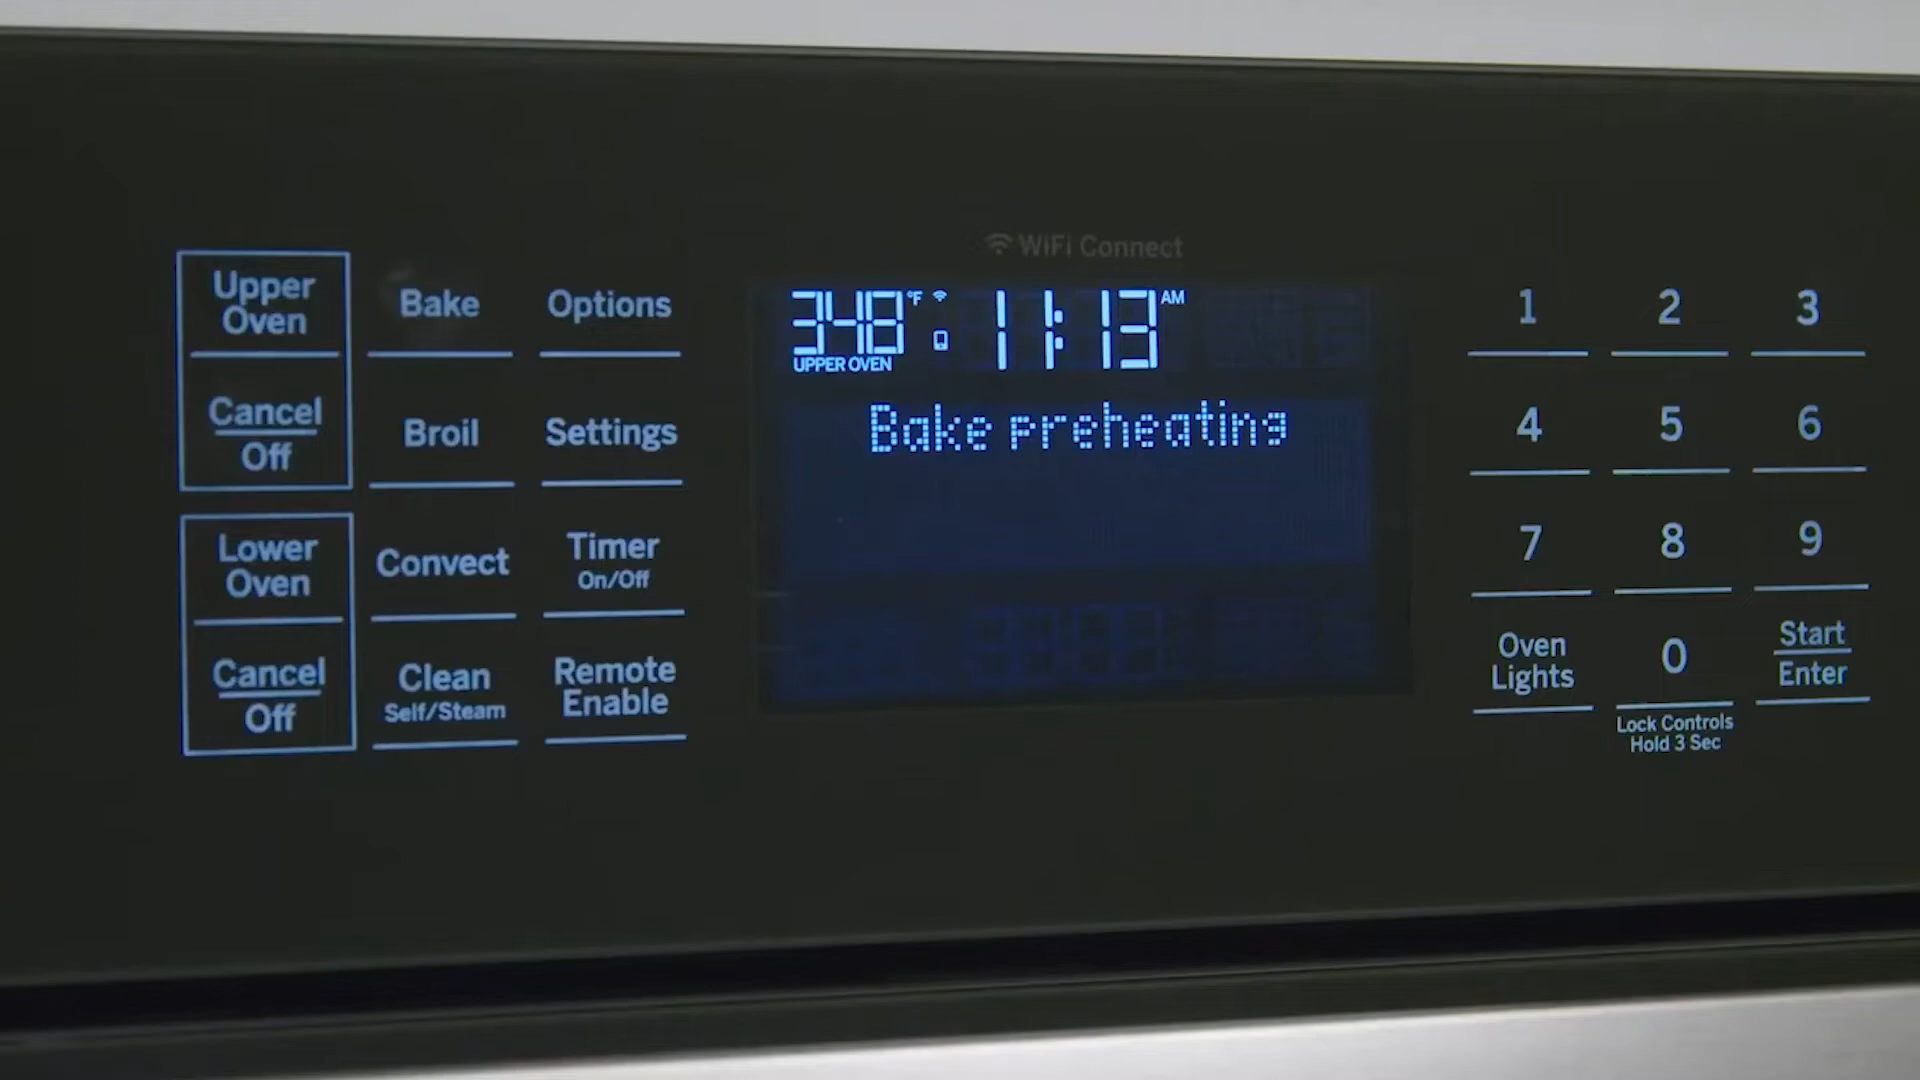 WiFi Connect
Upper
Oven
Cancel
Off
Lower
Oven
Cancel
Off
Bake
Broil
Convect
Clean
Self/Steam
Options
Settings
Timer
On/Off
Remote
Enable
348°F 11:13 AM
UPPER OVEN
Bake preheating
1 2 3
4 5 6
7 8 9
Oven
Lights
0
Lock Controls
Hold 3 Sec
Start
Enter